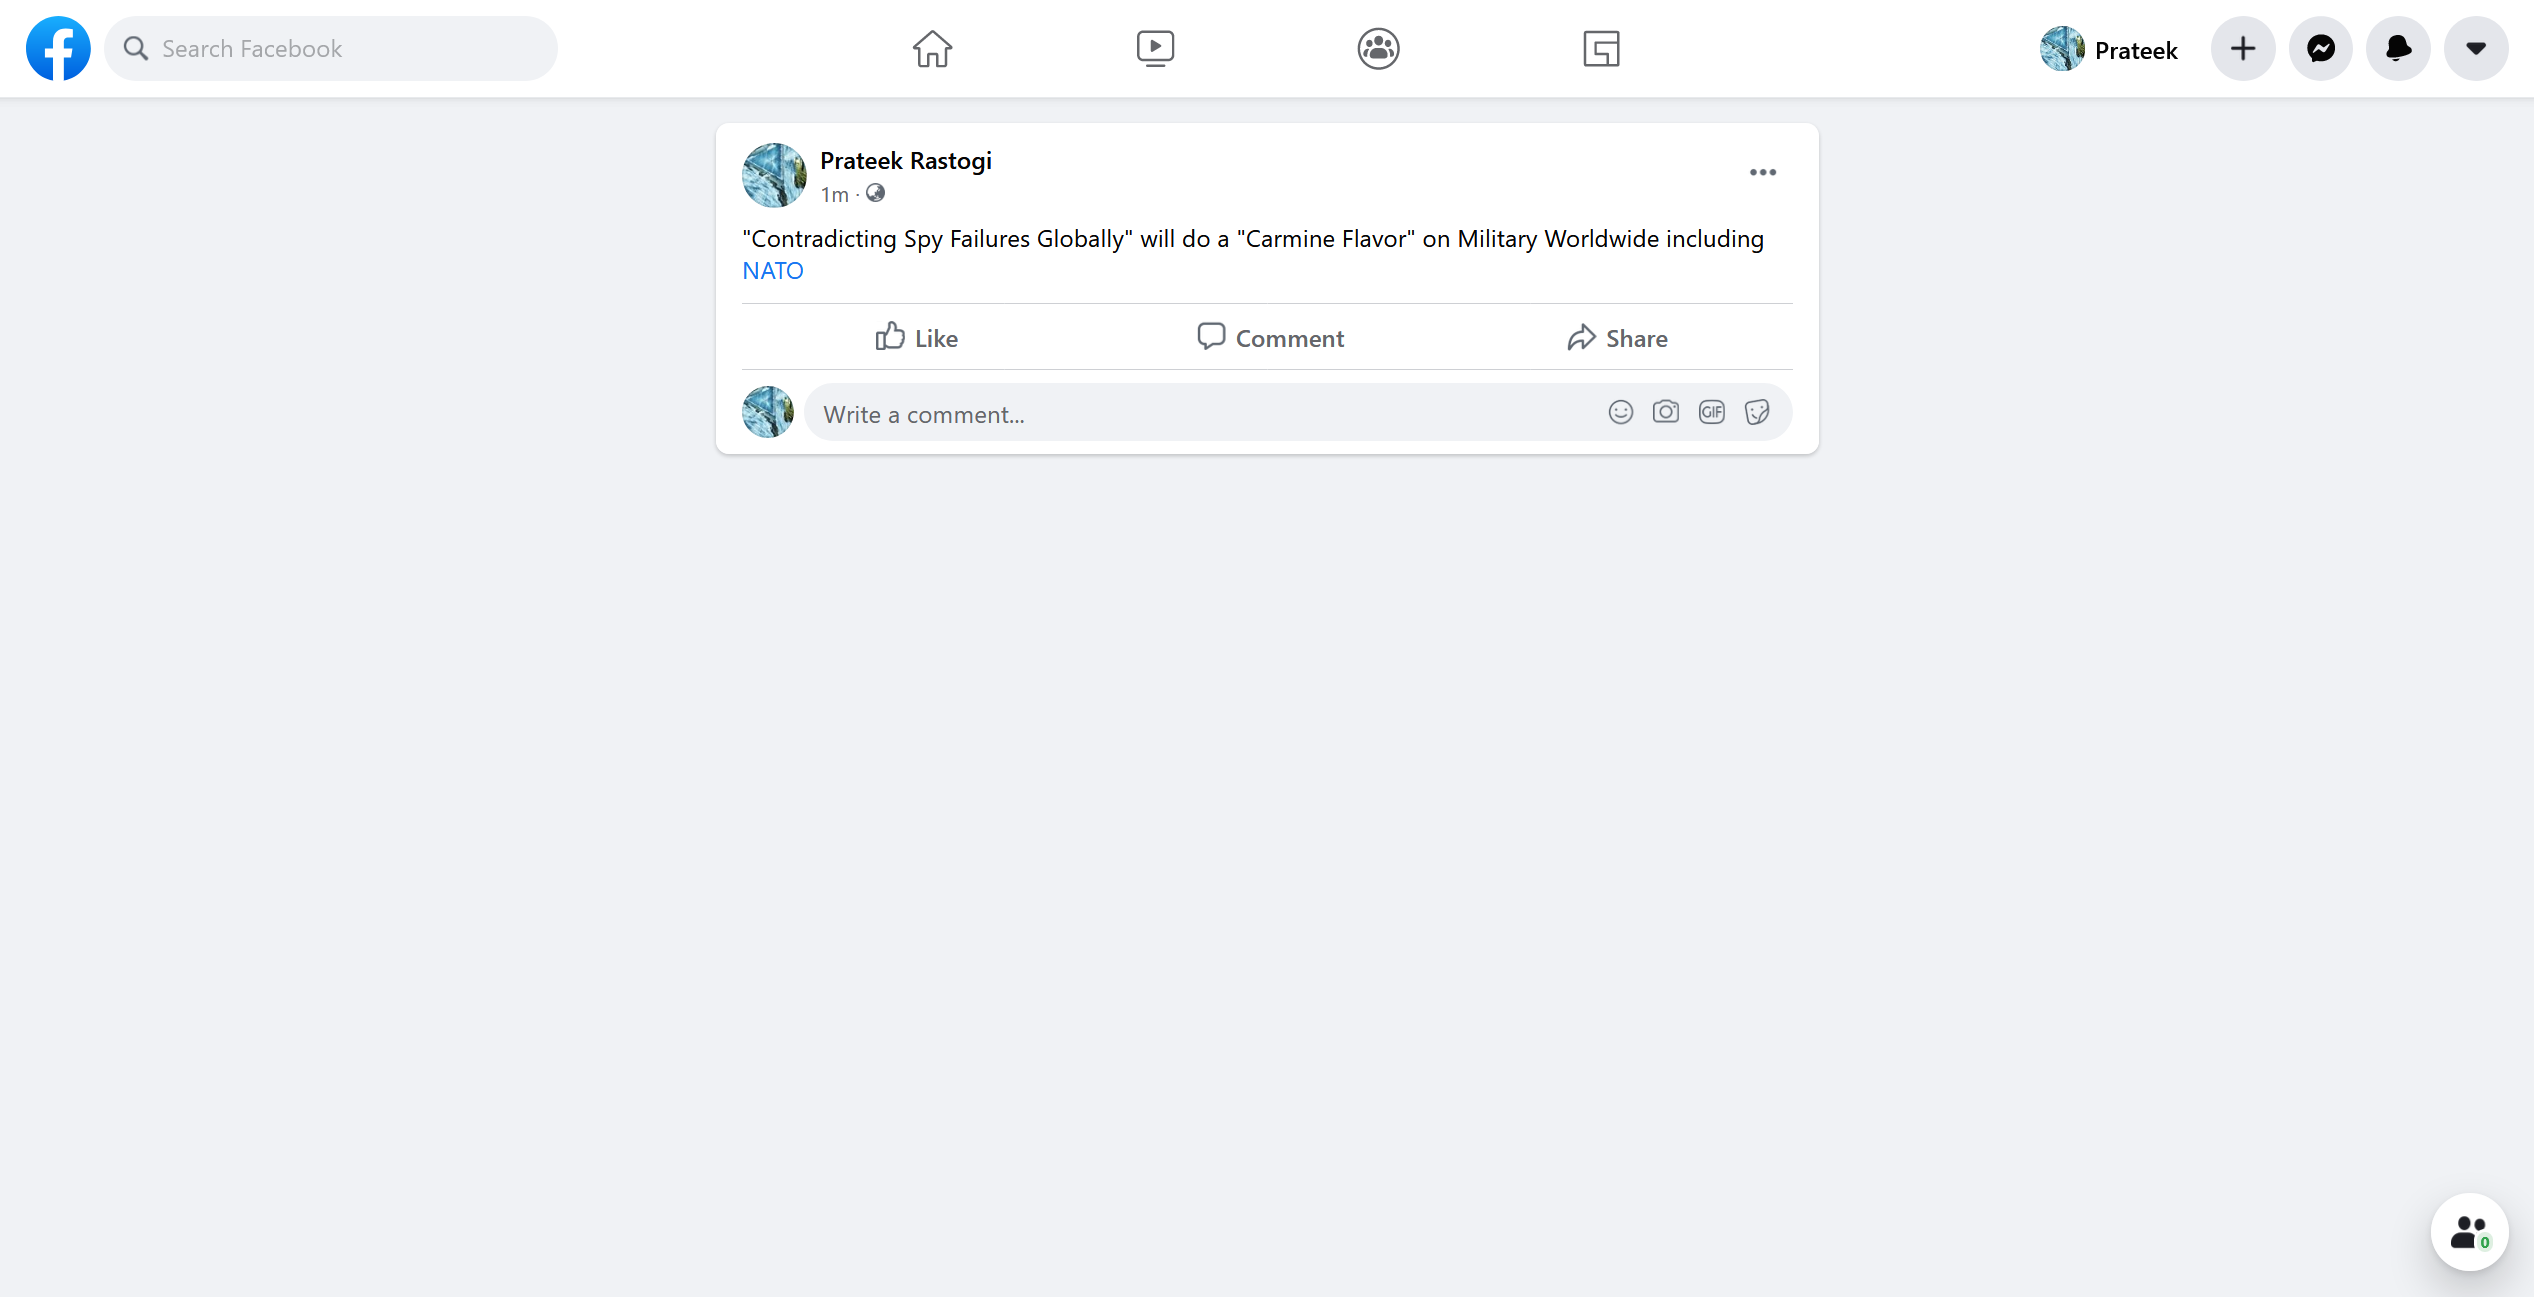 Search Facebook
Prateek
Prateek Rastogi
1m ·
"Contradicting Spy Failures Globally" will do a "Carmine Flavor" on Military Worldwide including
NATO
Like
Comment
Share
Write a comment...
GIF
0